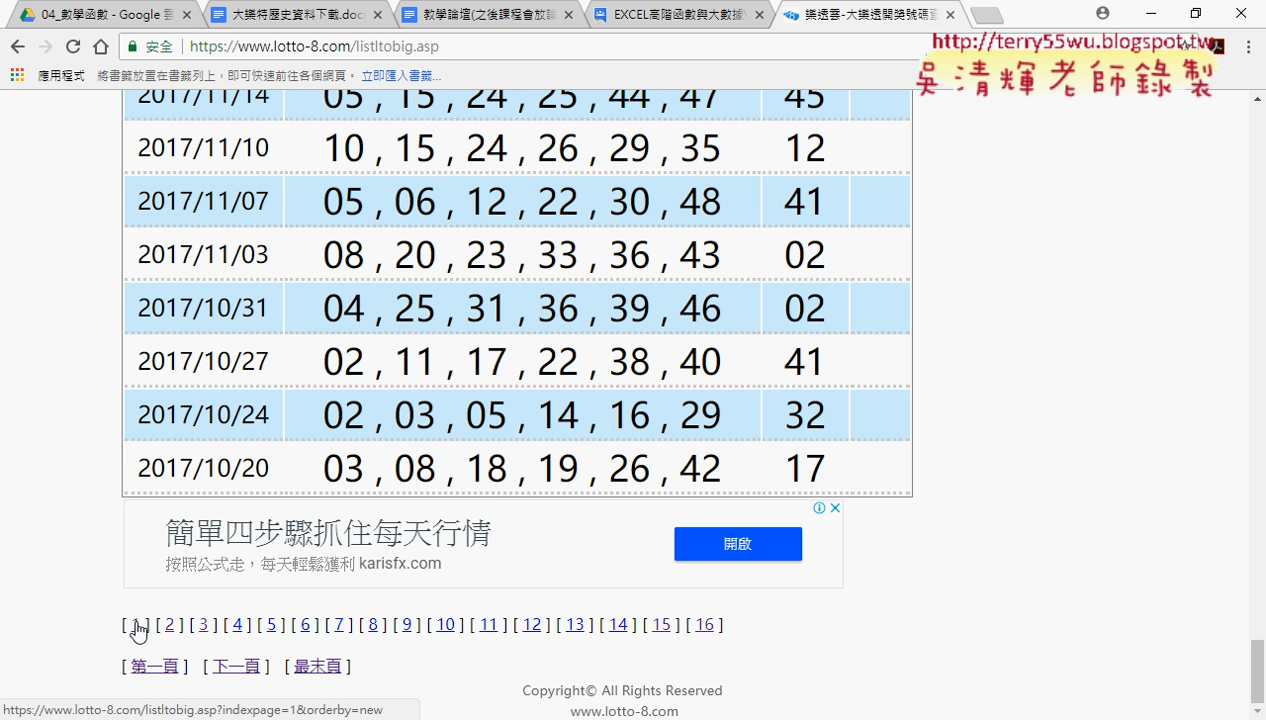 04_數學函數 - Google 雲
大樂特歷史資料下載.doc
教學論壇(之後課程會放論
EXCEL高階函數與大數據
樂透雲-大樂透開獎號碼查
安全 | https://www.lotto-8.com/listltobig.asp
http://terry55wu.blogspot.tw
應用程式 將書籤放置在書籤列上，即可快速前往各個網頁。 立即匯入書籤...
吳清輝老師錄製
2017/11/14 05 , 15 , 24 , 25 , 44 , 47 45
2017/11/10 10 , 15 , 24 , 26 , 29 , 35 12
2017/11/07 05 , 06 , 12 , 22 , 30 , 48 41
2017/11/03 08 , 20 , 23 , 33 , 36 , 43 02
2017/10/31 04 , 25 , 31 , 36 , 39 , 46 02
2017/10/27 02 , 11 , 17 , 22 , 38 , 40 41
2017/10/24 02 , 03 , 05 , 14 , 16 , 29 32
2017/10/20 03 , 08 , 18 , 19 , 26 , 42 17
簡單四步驟抓住每天行情
按照公式走，每天輕鬆獲利 karisfx.com
開啟
[ 1 ] [ 2 ] [ 3 ] [ 4 ] [ 5 ] [ 6 ] [ 7 ] [ 8 ] [ 9 ] [ 10 ] [ 11 ] [ 12 ] [ 13 ] [ 14 ] [ 15 ] [ 16 ]
[ 第一頁 ] [ 下一頁 ] [ 最末頁 ]
Copyright© All Rights Reserved
www.lotto-8.com
https://www.lotto-8.com/listltobig.asp?indexpage=1&orderby=new